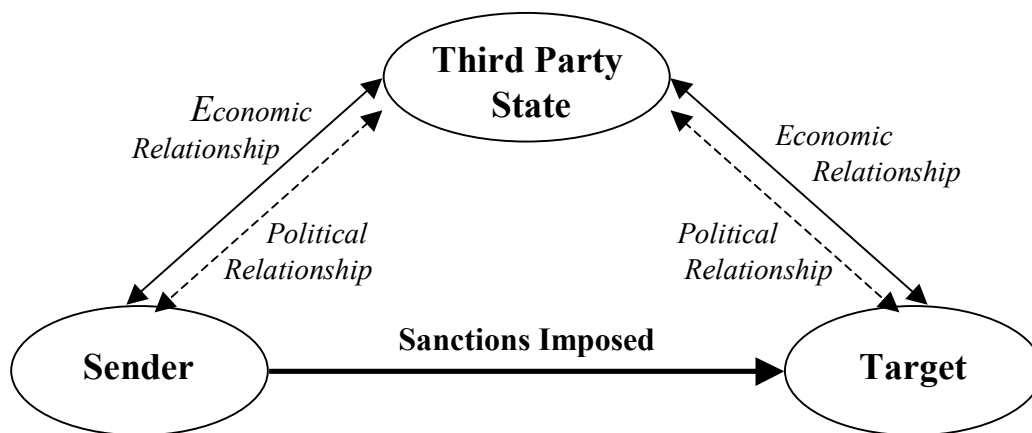 Third Party
State
Economic
Relationship
Economic
Relationship
Political
Relationship
Political
Relationship
Sanctions Imposed
Sender
Target